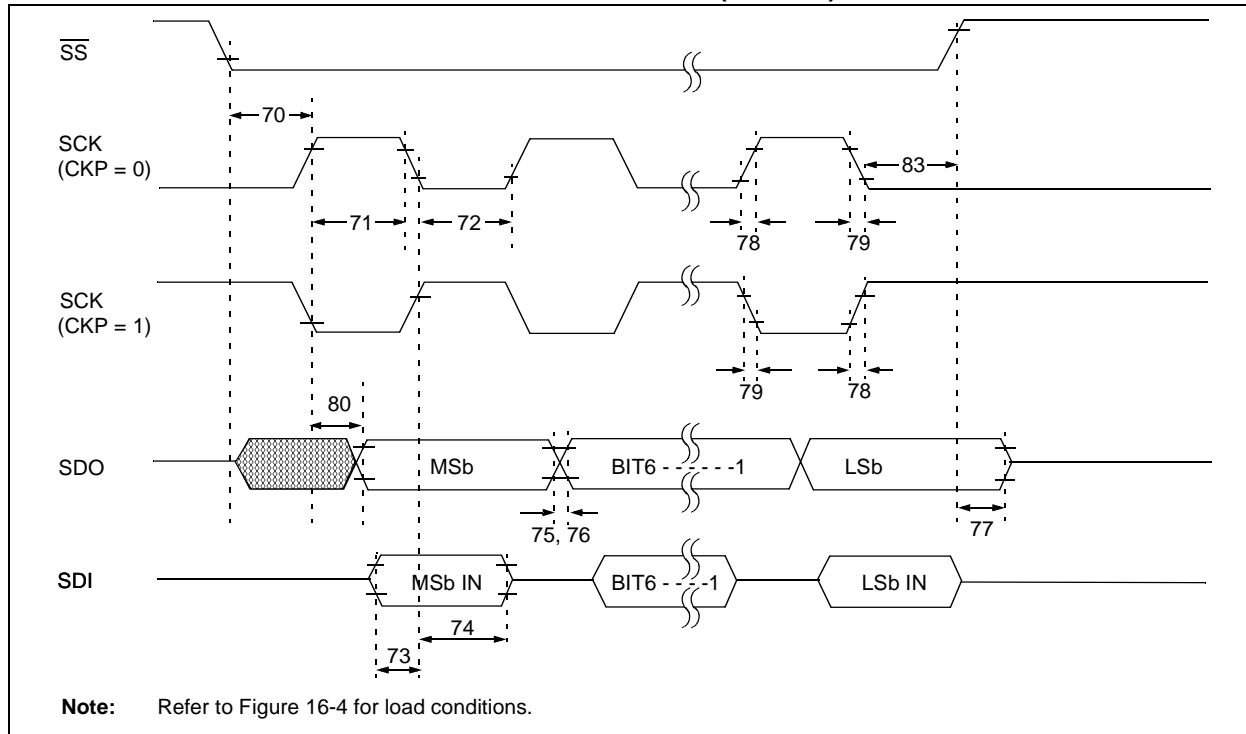 SS
70
SCK
(CKP = 0)
83
71
72
78
79
SCK
(CKP = 1)
79
78
80
SDO
MSb
BIT6 - - - - - - -1
LSb
75, 76
77
SDI
MSb IN
BIT6 - - - - -1
LSb IN
74
73
Note: Refer to Figure 16-4 for load conditions.